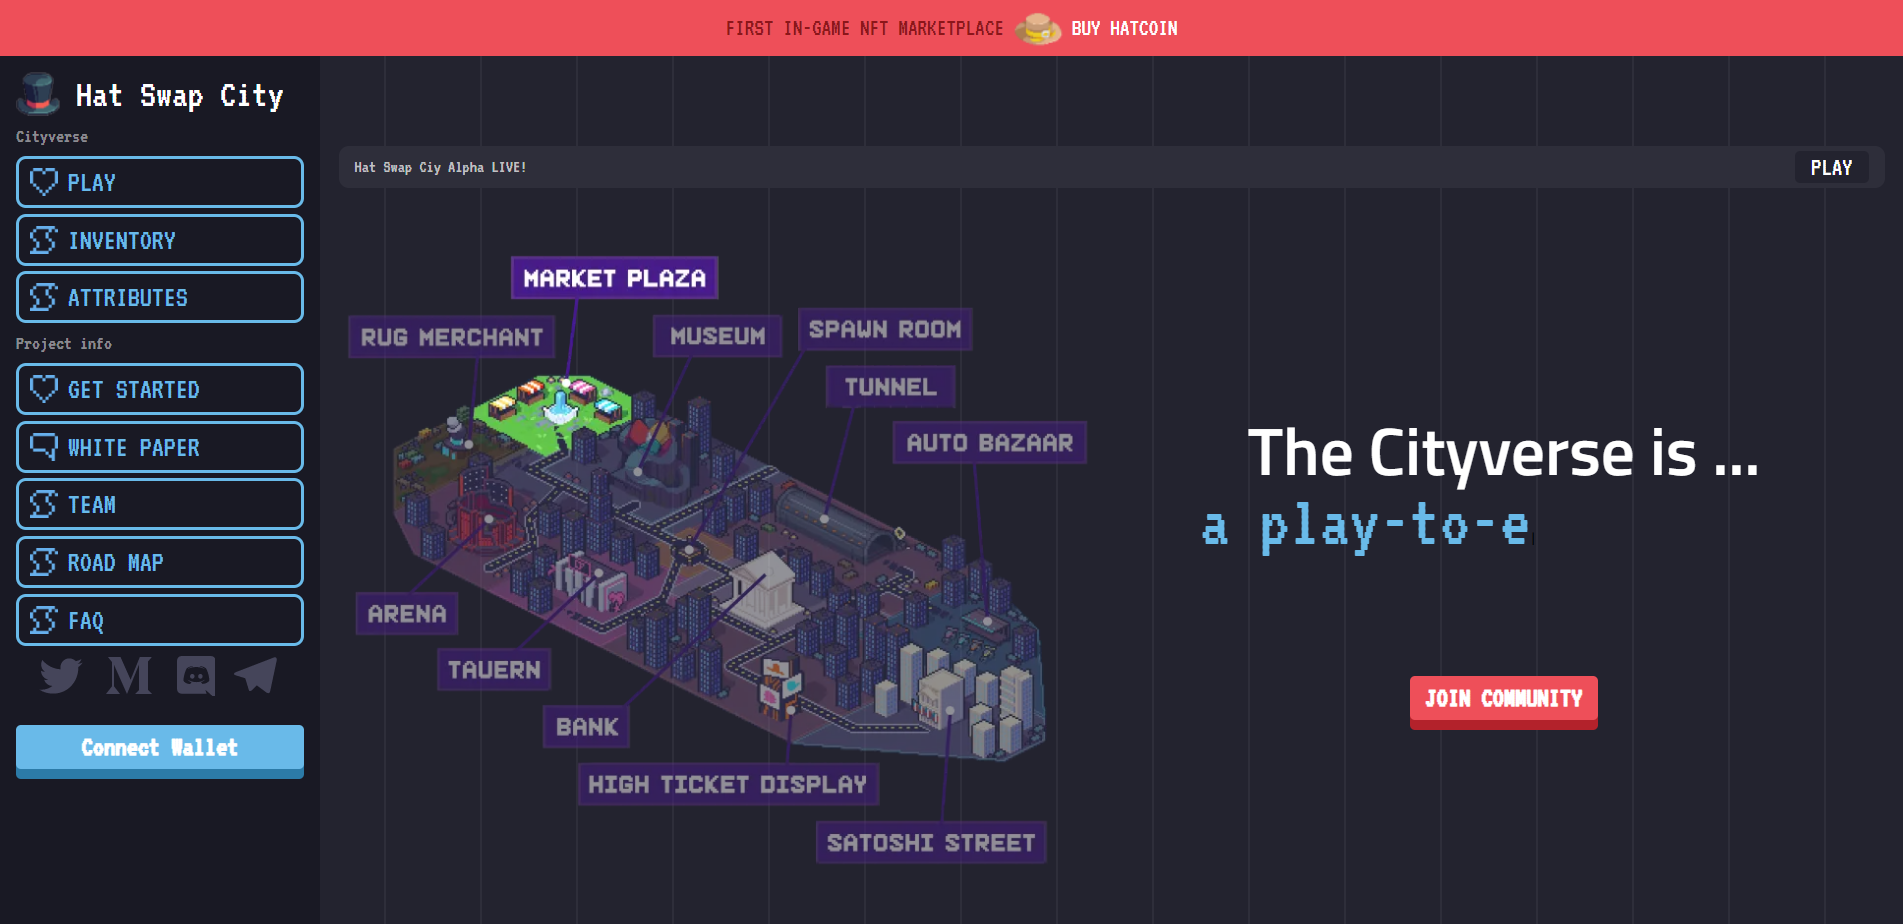 FIRST IN-GAME NFT MARKETPLACE BUY HATCOIN
Hat Swap City
Cityverse
PLAY
INVENTORY
ATTRIBUTES
Project info
GET STARTED
WHITE PAPER
TEAM
ROAD MAP
FAQ
M
Connect Wallet
Hat Swap Ciy Alpha LIVE!
PLAY
MARKET PLAZA
RUG MERCHANT
MUSEUM
SPAWN ROOM
TUNNEL
AUTO BAZAAR
ARENA
TAVERN
BANK
HIGH TICKET DISPLAY
SATOSHI STREET
The Cityverse is ...
a play-to-e
JOIN COMMUNITY